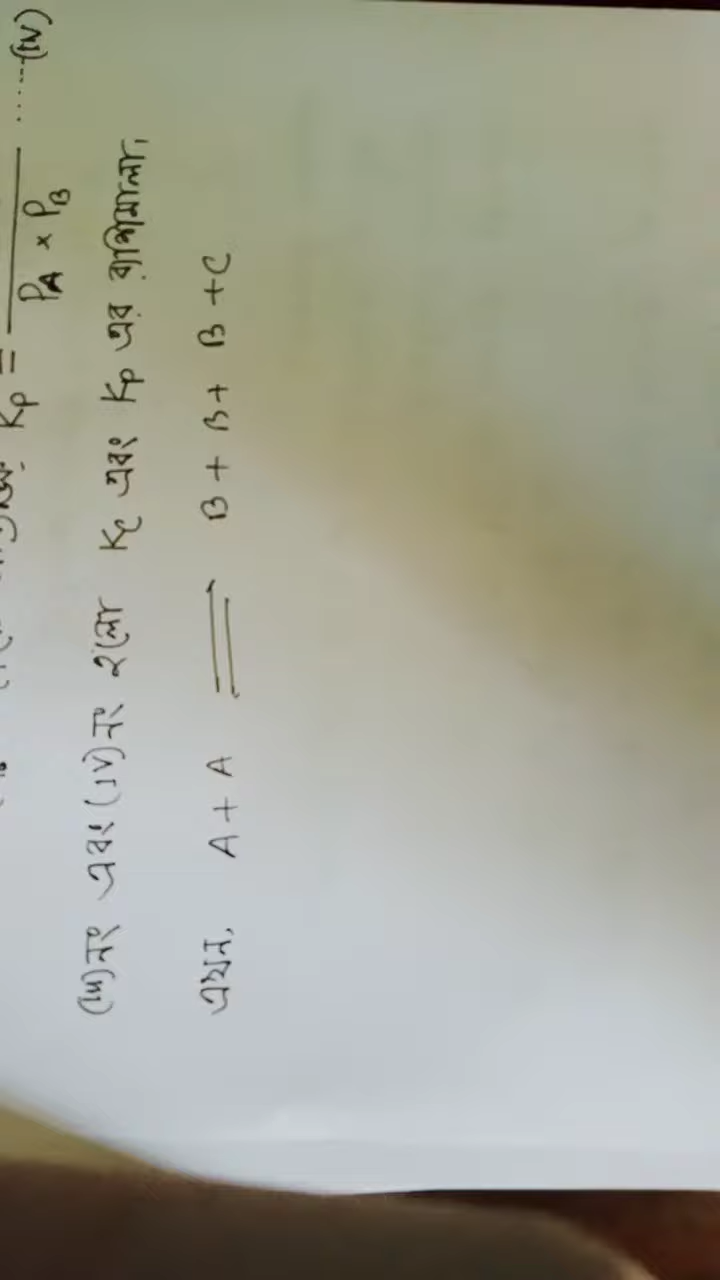 Kp = ――― ......(iv)
PA × PB
(iii)নং এবং (iv)নং হলো Kc এবং Kp এর রাশিমালা,
এখন, A + A ⇌ B + B + B + C